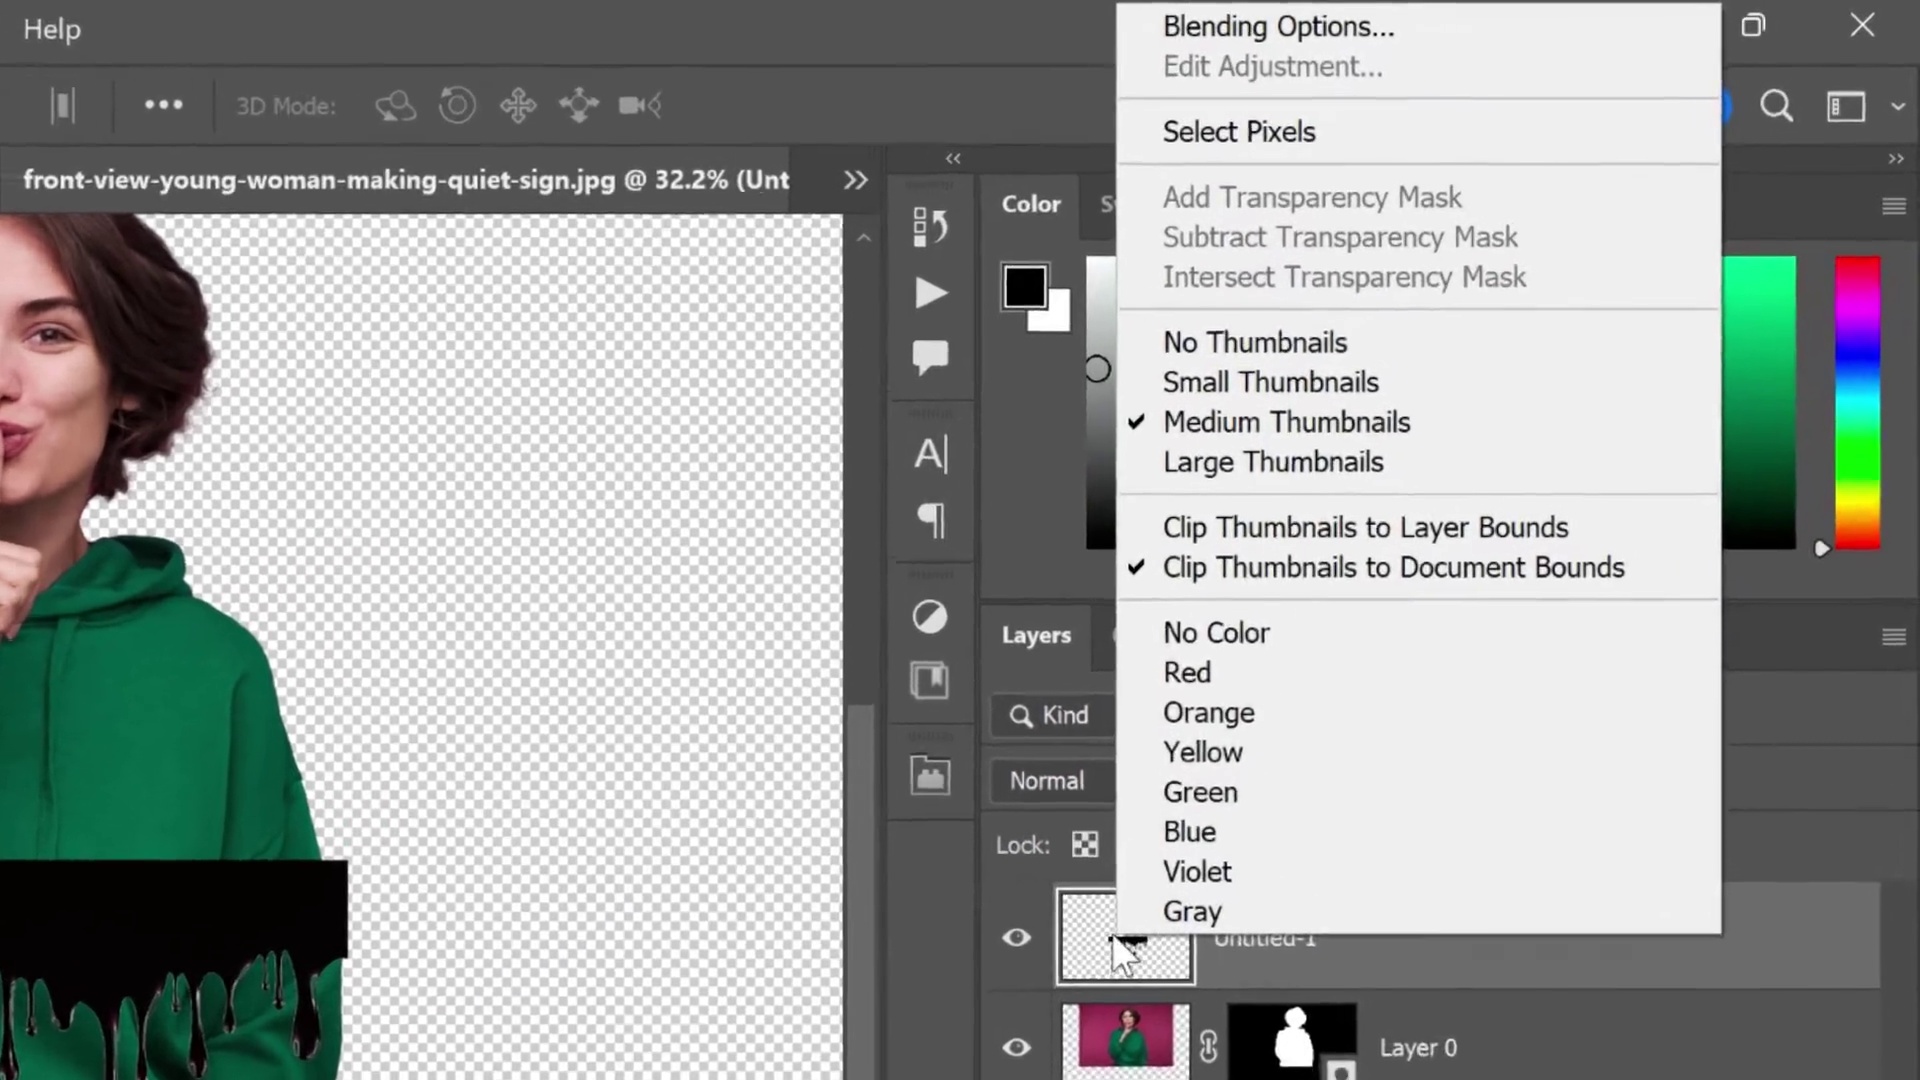 Help
3D Mode:
front-view-young-woman-making-quiet-sign.jpg @ 32.2% (Unt
Blending Options...
Edit Adjustment...
Select Pixels
Add Transparency Mask
Subtract Transparency Mask
Intersect Transparency Mask
No Thumbnails
Small Thumbnails
Medium Thumbnails
Large Thumbnails
Clip Thumbnails to Layer Bounds
Clip Thumbnails to Document Bounds
No Color
Red
Orange
Yellow
Green
Blue
Violet
Gray
Color
Layers
Kind
Normal
Lock:
Untitled-1
Layer 0